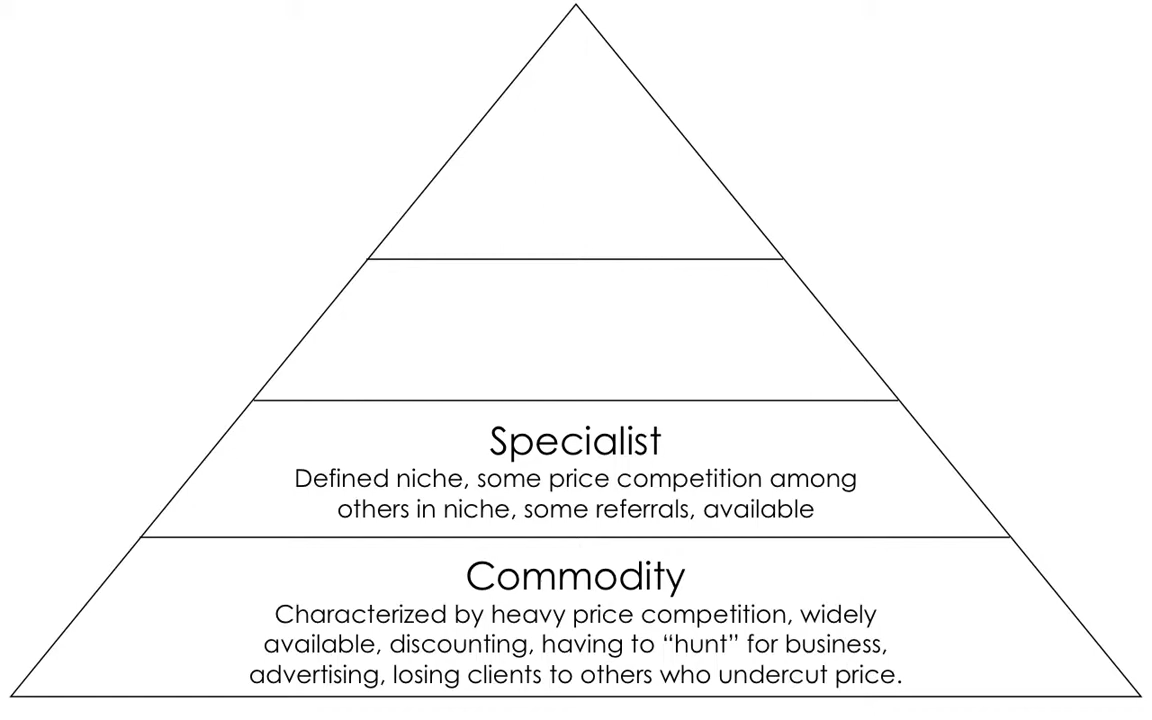 Specialist
Defined niche, some price competition among
others in niche, some referrals, available
Commodity
Characterized by heavy price competition, widely
available, discounting, having to “hunt” for business,
advertising, losing clients to others who undercut price.